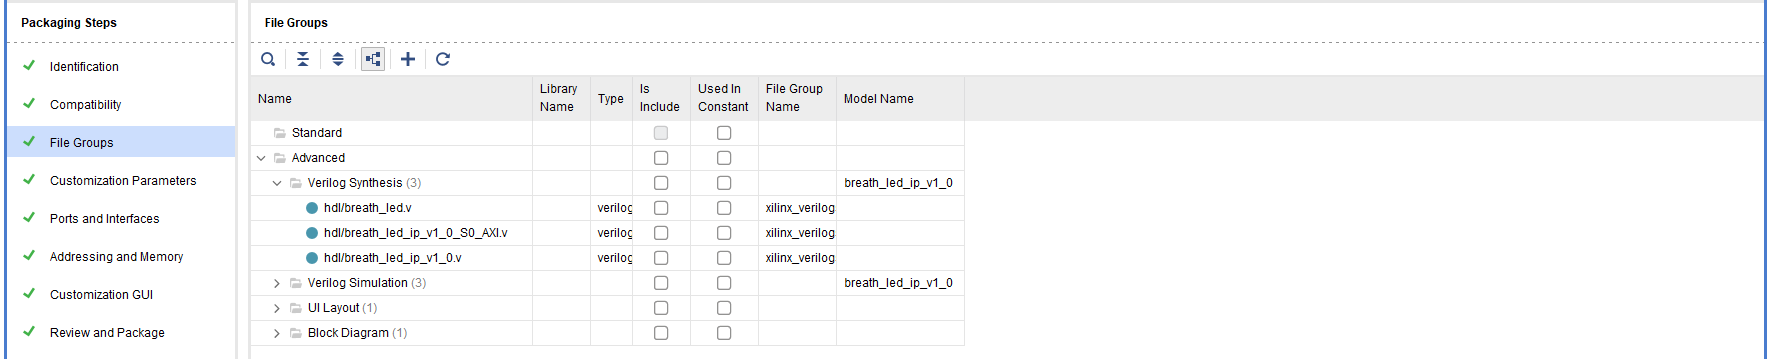 Packaging Steps
Identification
Compatibility
File Groups
Customization Parameters
Ports and Interfaces
Addressing and Memory
Customization GUI
Review and Package
File Groups
Name
Library Name
Type
Is Include
Used In Constant
File Group Name
Model Name
Standard
Advanced
Verilog Synthesis (3) breath_led_ip_v1_0
hdl/breath_led.v verilog xilinx_verilog
hdl/breath_led_ip_v1_0_S0_AXI.v verilog xilinx_verilog
hdl/breath_led_ip_v1_0.v verilog xilinx_verilog
Verilog Simulation (3) breath_led_ip_v1_0
UI Layout (1)
Block Diagram (1)